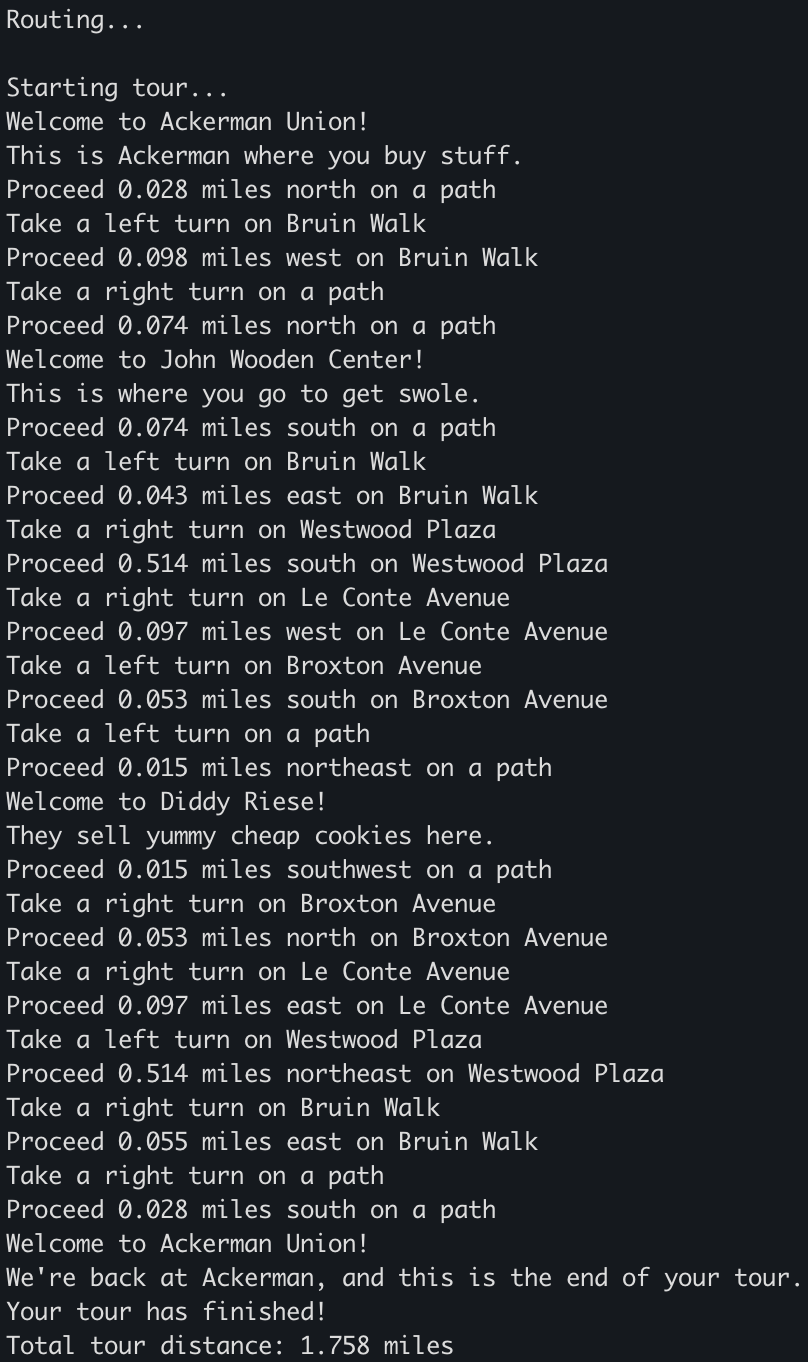 Routing...
Starting tour...
Welcome to Ackerman Union!
This is Ackerman where you buy stuff.
Proceed 0.028 miles north on a path
Take a left turn on Bruin Walk
Proceed 0.098 miles west on Bruin Walk
Take a right turn on a path
Proceed 0.074 miles north on a path
Welcome to John Wooden Center!
This is where you go to get swole.
Proceed 0.074 miles south on a path
Take a left turn on Bruin Walk
Proceed 0.043 miles east on Bruin Walk
Take a right turn on Westwood Plaza
Proceed 0.514 miles south on Westwood Plaza
Take a right turn on Le Conte Avenue
Proceed 0.097 miles west on Le Conte Avenue
Take a left turn on Broxton Avenue
Proceed 0.053 miles south on Broxton Avenue
Take a left turn on a path
Proceed 0.015 miles northeast on a path
Welcome to Diddy Riese!
They sell yummy cheap cookies here.
Proceed 0.015 miles southwest on a path
Take a right turn on Broxton Avenue
Proceed 0.053 miles north on Broxton Avenue
Take a right turn on Le Conte Avenue
Proceed 0.097 miles east on Le Conte Avenue
Take a left turn on Westwood Plaza
Proceed 0.514 miles northeast on Westwood Plaza
Take a right turn on Bruin Walk
Proceed 0.055 miles east on Bruin Walk
Take a right turn on a path
Proceed 0.028 miles south on a path
Welcome to Ackerman Union!
We're back at Ackerman, and this is the end of your tour.
Your tour has finished!
Total tour distance: 1.758 miles